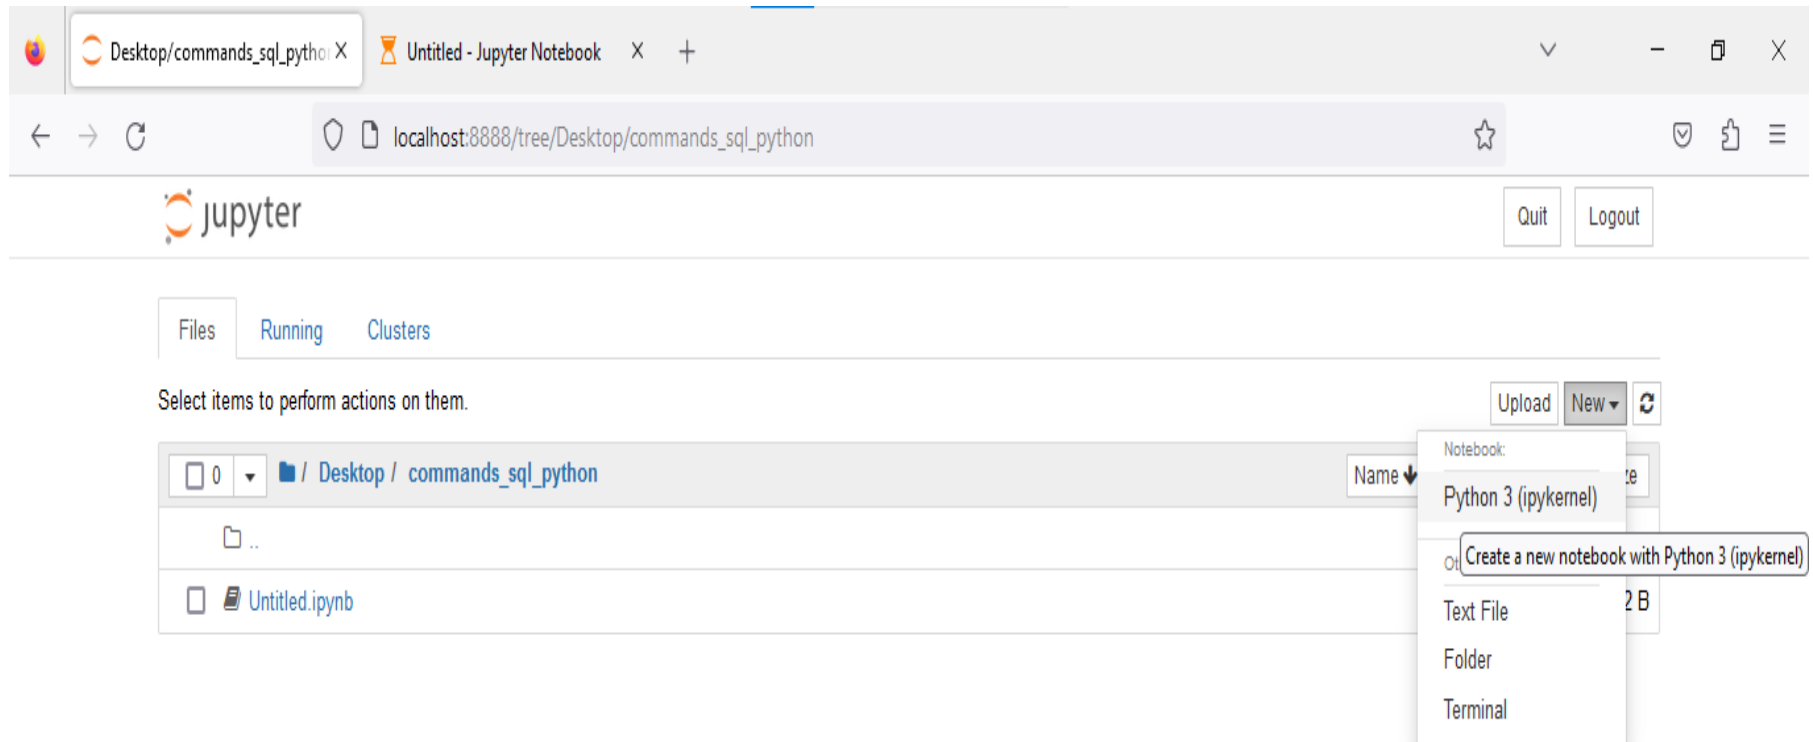 Desktop/commands_sql_pytho
Untitled - Jupyter Notebook
localhost:8888/tree/Desktop/commands_sql_python
jupyter
Quit
Logout
Files
Running
Clusters
Select items to perform actions on them.
Upload
New
0
/ Desktop / commands_sql_python
Name
Notebook:
Python 3 (ipykernel)
..
Create a new notebook with Python 3 (ipykernel)
Untitled.ipynb
2 B
Text File
Folder
Terminal